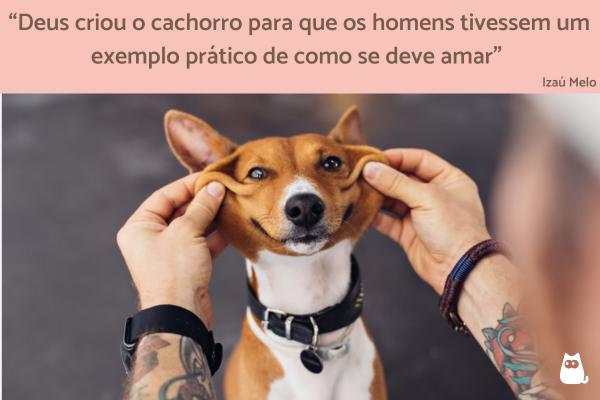 “Deus criou o cachorro para que os homens tivessem um
exemplo prático de como se deve amar”
Izaú Melo